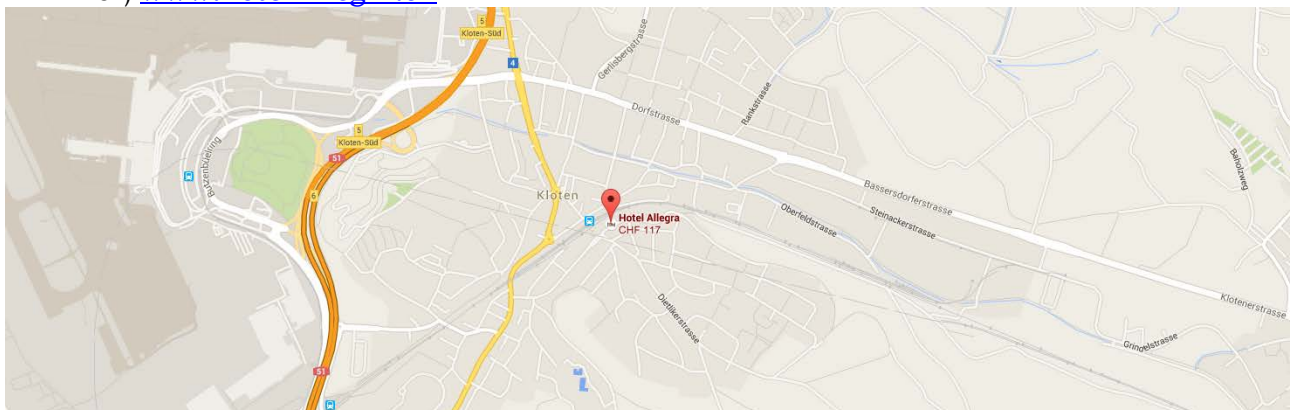 5
Kloten-Süd
4
Gerlisbergstrasse
Dorfstrasse
Rankstrasse
5
Kloten-Süd
51
Butzenbüelring
6
Bassersdorferstrasse
Baholzweg
Kloten
Hotel Allegra
CHF 117
Oberfeldstrasse
Steinackerstrasse
Dietlikerstrasse
Klotenerstrasse
Grindelstrasse
51